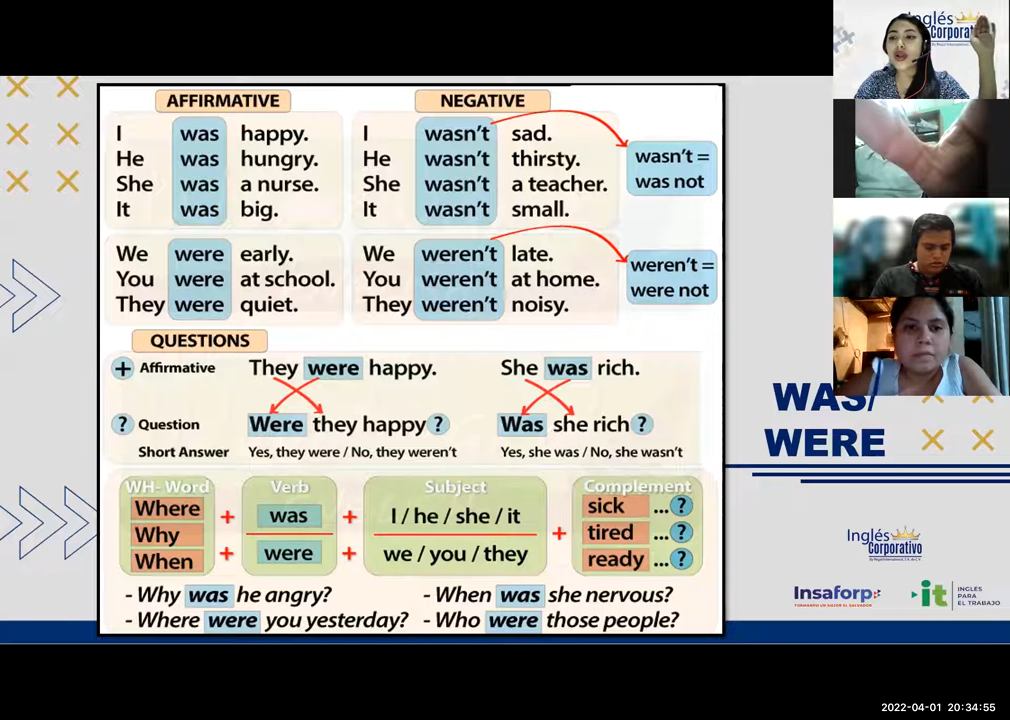 Inglés
Corporativo
AFFIRMATIVE
I was happy.
He was hungry.
She was a nurse.
It was big.
We were early.
You were at school.
They were quiet.
NEGATIVE
I wasn't sad.
He wasn't thirsty.
She wasn't a teacher.
It wasn't small.
We weren't late.
You weren't at home.
They weren't noisy.
wasn't =
was not
weren't =
were not
QUESTIONS
+ Affirmative They were happy. She was rich.
? Question Were they happy ? Was she rich ?
Short Answer Yes, they were / No, they weren't Yes, she was / No, she wasn't
WH- Word + Verb + Subject + Complement
Where
Why
When
+
+
was
were
+
+
I / he / she / it
we / you / they
+
sick ...?
tired ...?
ready ...?
- Why was he angry? - When was she nervous?
- Where were you yesterday? - Who were those people?
WAS/
WERE
Inglés
Corporativo
Insaforp
it INGLÉS
PARA
EL TRABAJO
2022-04-01 20:34:55